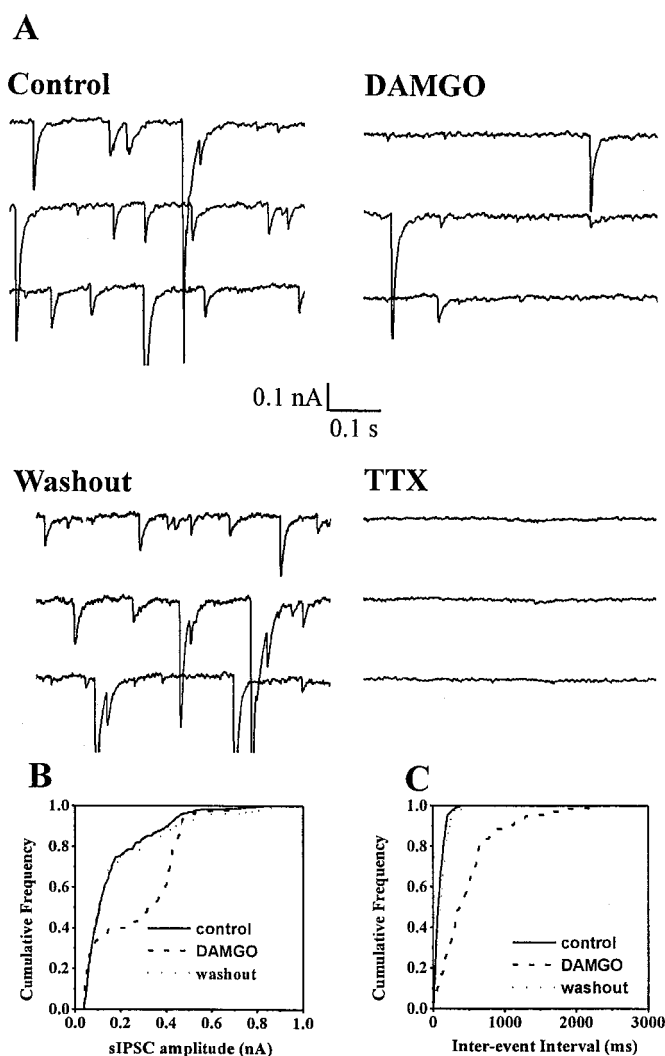 A
Control
DAMGO
0.1 nA
0.1 s
Washout
TTX
B
Cumulative Frequency
1.0
0.8
0.6
0.4
0.2
0.0
control
DAMGO
washout
0.0 0.2 0.4 0.6 0.8 1.0
sIPSC amplitude (nA)
C
Cumulative Frequency
1.0
0.8
0.6
0.4
0.2
0.0
control
DAMGO
washout
0 1000 2000 3000
Inter-event Interval (ms)